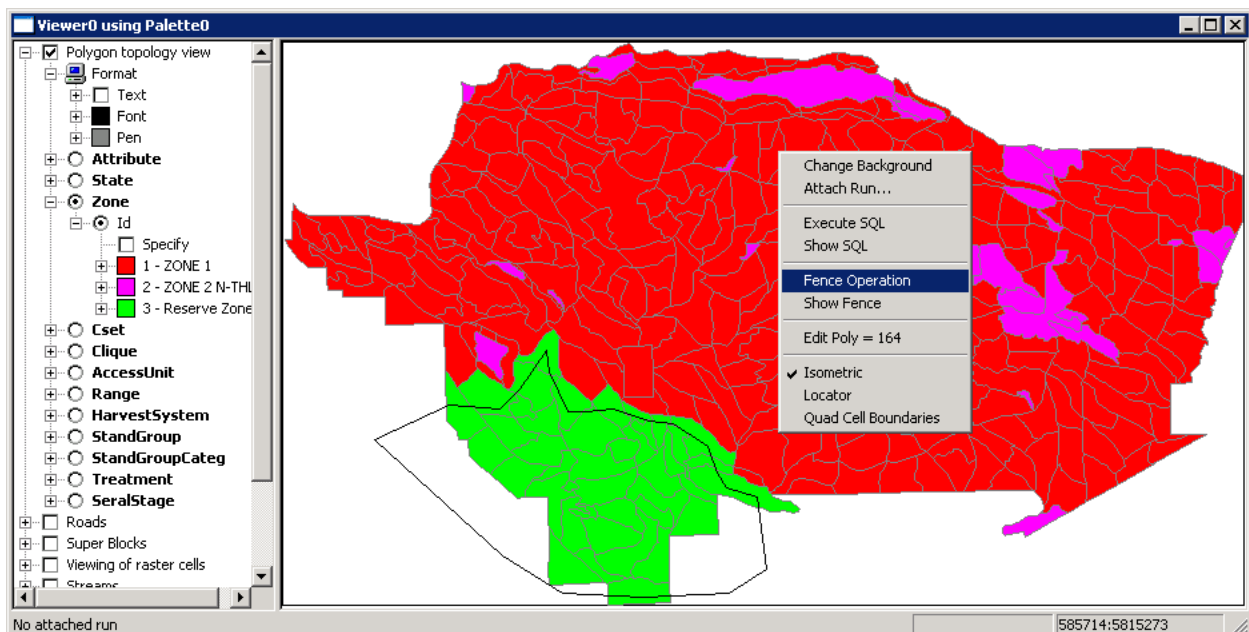 Viewer0 using Palette0
Polygon topology view
Format
Text
Font
Pen
Attribute
State
Zone
Id
Specify
1 - ZONE 1
2 - ZONE 2 N-THL
3 - Reserve Zone
Cset
Clique
AccessUnit
Range
HarvestSystem
StandGroup
StandGroupCateg
Treatment
SeralStage
Roads
Super Blocks
Viewing of raster cells
Streams
Change Background
Attach Run...
Execute SQL
Show SQL
Fence Operation
Show Fence
Edit Poly = 164
Isometric
Locator
Quad Cell Boundaries
No attached run
585714:5815273